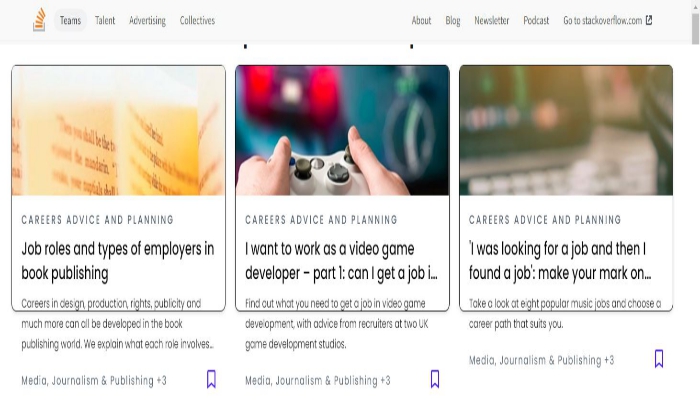 Teams Talent Advertising Collectives About Blog Newsletter Podcast Go to stackoverflow.com
CAREERS ADVICE AND PLANNING
Job roles and types of employers in
book publishing
Careers in design, production, rights, publicity and
much more can all be developed in the book
publishing world. We explain what each role involves...
Media, Journalism & Publishing +3
CAREERS ADVICE AND PLANNING
I want to work as a video game
developer – part 1: can I get a job i...
Find out what you need to get a job in video game
development, with advice from recruiters at two UK
game development studios.
Media, Journalism & Publishing +3
CAREERS ADVICE AND PLANNING
'I was looking for a job and then I
found a job': make your mark on...
Take a look at eight popular music jobs and choose a
career path that suits you.
Media, Journalism & Publishing +3